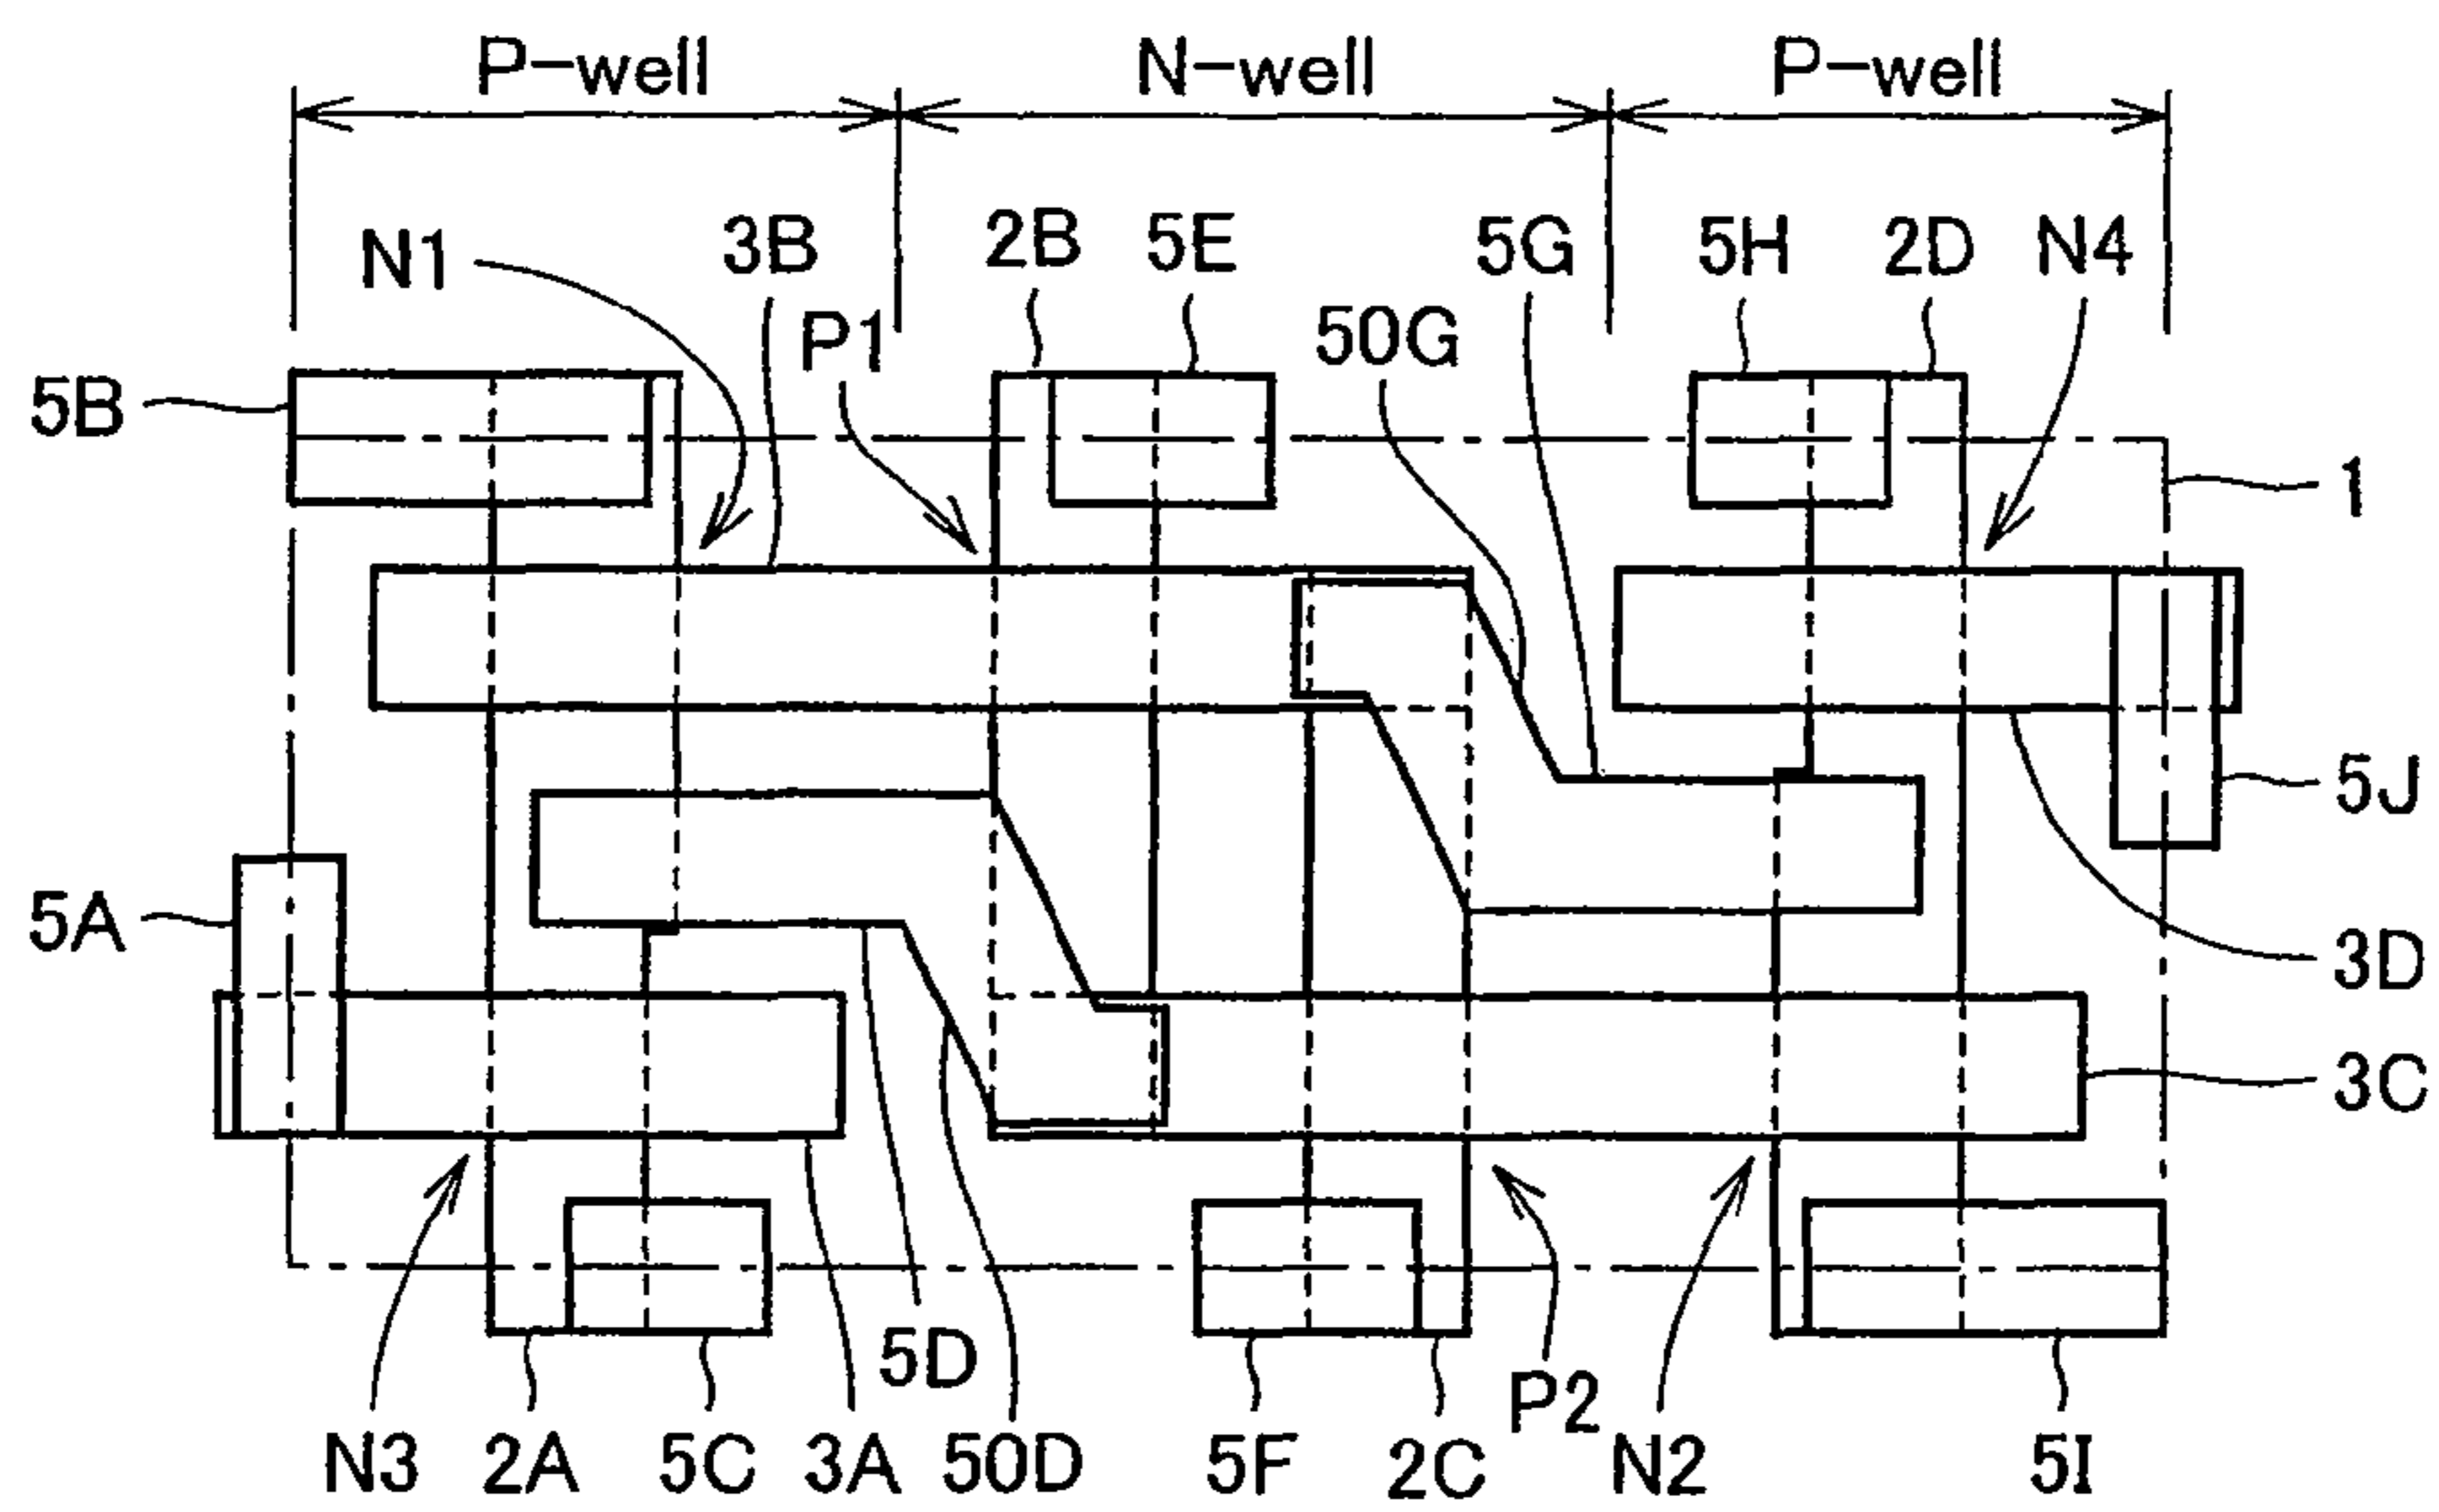 P-well N-well P-well
N1 3B P1 2B 5E 50G 5G 5H 2D N4
5B
1
5A
5J
3D
3C
5D
P2
N3 2A 5C 3A 50D 5F 2C N2 5I